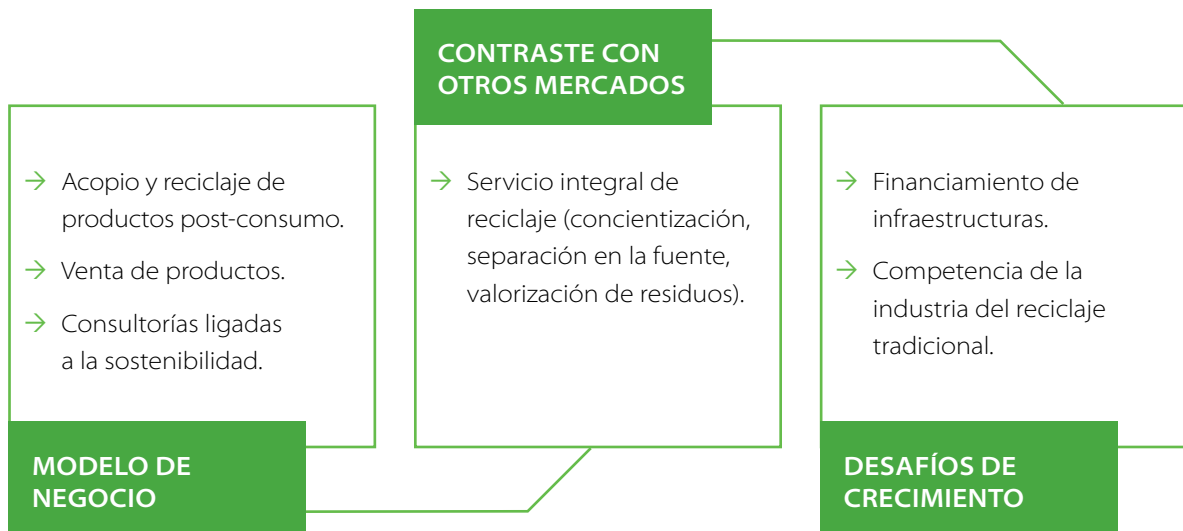 → Acopio y reciclaje de
productos post-consumo.
→ Venta de productos.
→ Consultorías ligadas
a la sostenibilidad.
MODELO DE
NEGOCIO
CONTRASTE CON
OTROS MERCADOS
→ Servicio integral de
reciclaje (concientización,
separación en la fuente,
valorización de residuos).
→ Financiamiento de
infraestructuras.
→ Competencia de la
industria del reciclaje
tradicional.
DESAFÍOS DE
CRECIMIENTO